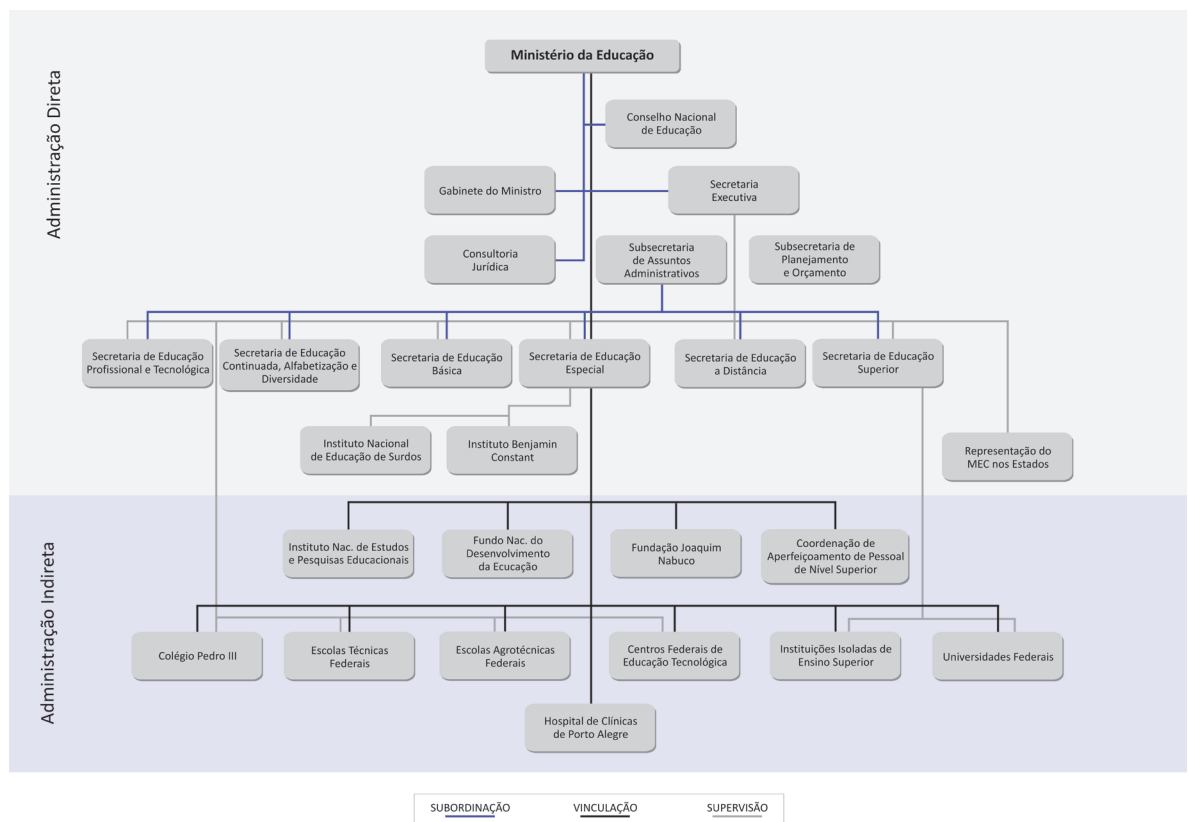 Administração Direta
Ministério da Educação
Conselho Nacional
de Educação
Gabinete do Ministro
Secretaria
Executiva
Consultoria
Jurídica
Subsecretaria
de Assuntos
Administrativos
Subsecretaria de
Planejamento
e Orçamento
Secretaria de Educação
Profissional e Tecnológica
Secretaria de Educação
Continuada, Alfabetização e
Diversidade
Secretaria de Educação
Básica
Secretaria de Educação
Especial
Secretaria de Educação
a Distância
Secretaria de Educação
Superior
Instituto Nacional
de Educação de Surdos
Instituto Benjamin
Constant
Representação do
MEC nos Estados
Administração Indireta
Instituto Nac. de Estudos
e Pesquisas Educacionais
Fundo Nac. do
Desenvolvimento
da Ecucação
Fundação Joaquim
Nabuco
Coordenação de
Aperfeiçoamento de Pessoal
de Nível Superior
Colégio Pedro III
Escolas Técnicas
Federais
Escolas Agrotécnicas
Federais
Centros Federais de
Educação Tecnológica
Instituições Isoladas de
Ensino Superior
Universidades Federais
Hospital de Clínicas
de Porto Alegre
SUBORDINAÇÃO
VINCULAÇÃO
SUPERVISÃO